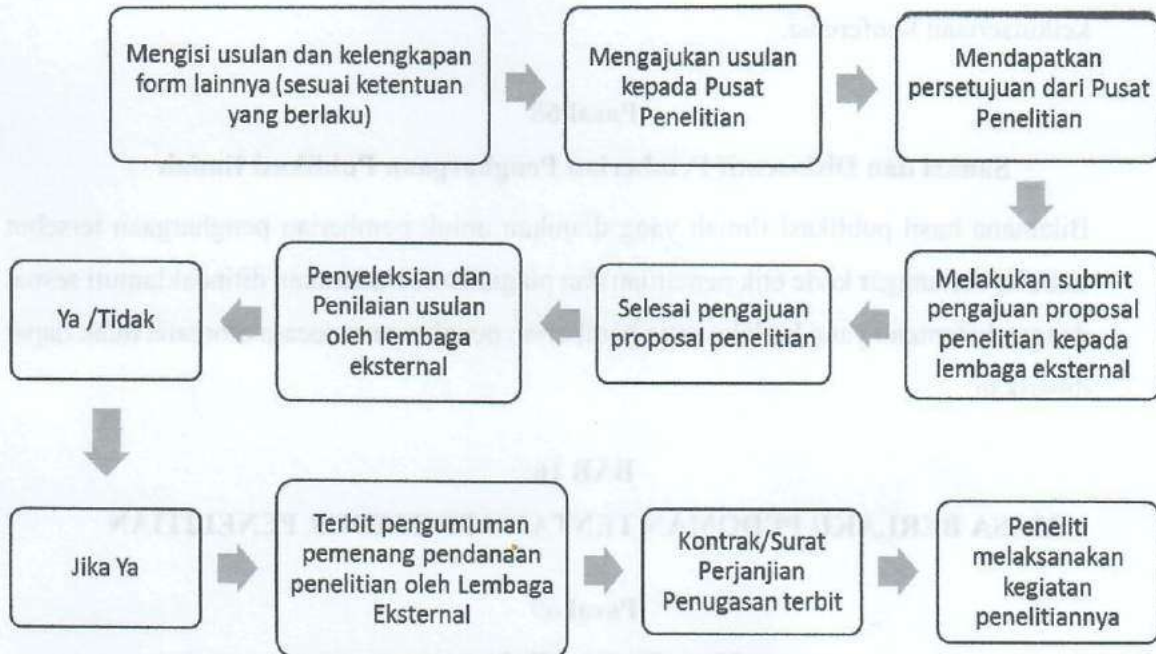 Mengisi usulan dan kelengkapan
form lainnya (sesuai ketentuan
yang berlaku)
Mengajukan usulan
kepada Pusat
Penelitian
Mendapatkan
persetujuan dari Pusat
Penelitian
Melakukan submit
pengajuan proposal
penelitian kepada
lembaga eksternal
Selesai pengajuan
proposal penelitian
Penyeleksian dan
Penilaian usulan
oleh lembaga
eksternal
Ya /Tidak
Jika Ya
Terbit pengumuman
pemenang pendanaan
penelitian oleh Lembaga
Eksternal
Kontrak/Surat
Perjanjian
Penugasan terbit
Peneliti
melaksanakan
kegiatan
penelitiannya